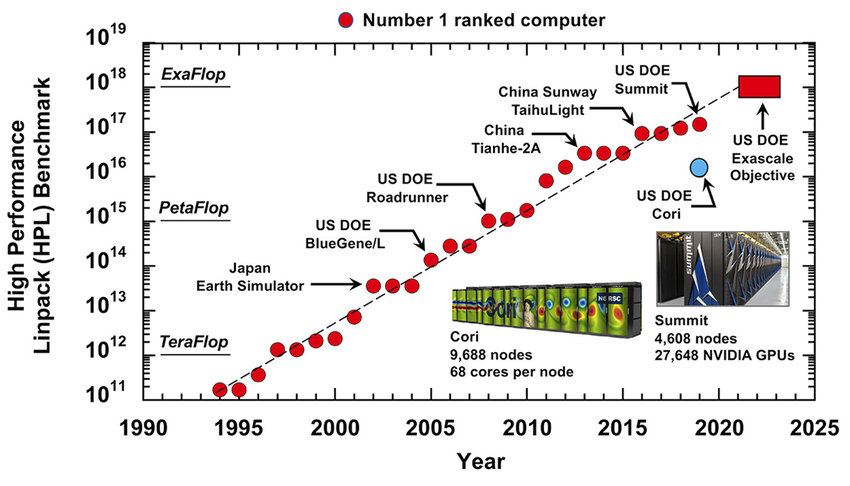 Number 1 ranked computer
High Performance
Linpack (HPL) Benchmark
10^19
10^18
10^17
10^16
10^15
10^14
10^13
10^12
10^11
ExaFlop
PetaFlop
TeraFlop
US DOE
Summit
China Sunway
TaihuLight
China
Tianhe-2A
US DOE
Exascale
Objective
US DOE
Cori
US DOE
Roadrunner
US DOE
BlueGene/L
Japan
Earth Simulator
Cori
NERSC
summit
Cori
9,688 nodes
68 cores per node
Summit
4,608 nodes
27,648 NVIDIA GPUs
1990
1995
2000
2005
2010
2015
2020
2025
Year